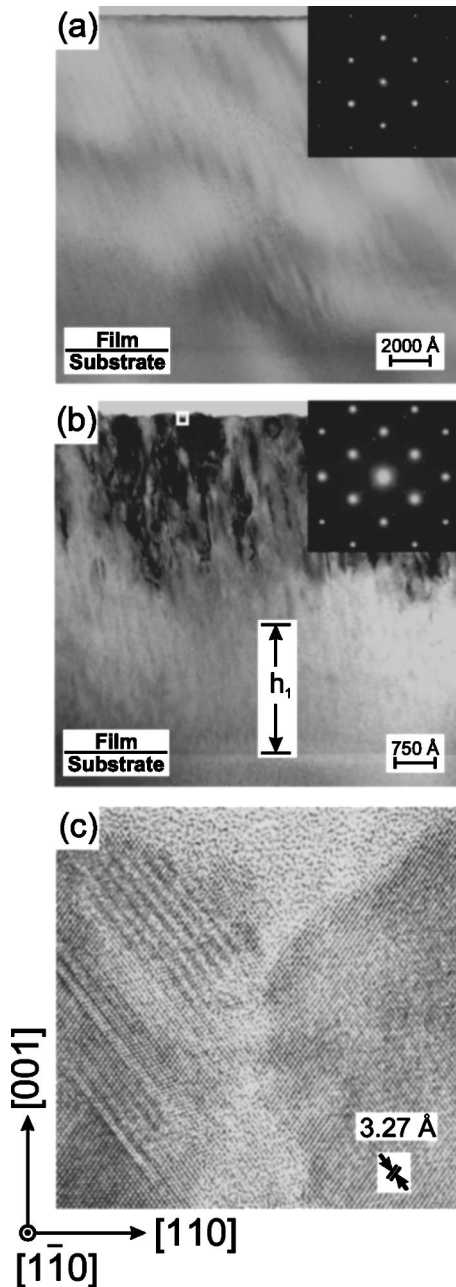 (a)
Film
Substrate
2000 Å
(b)
h₁
Film
Substrate
750 Å
(c)
3.27 Å
[001]
[110]
[11̄0]